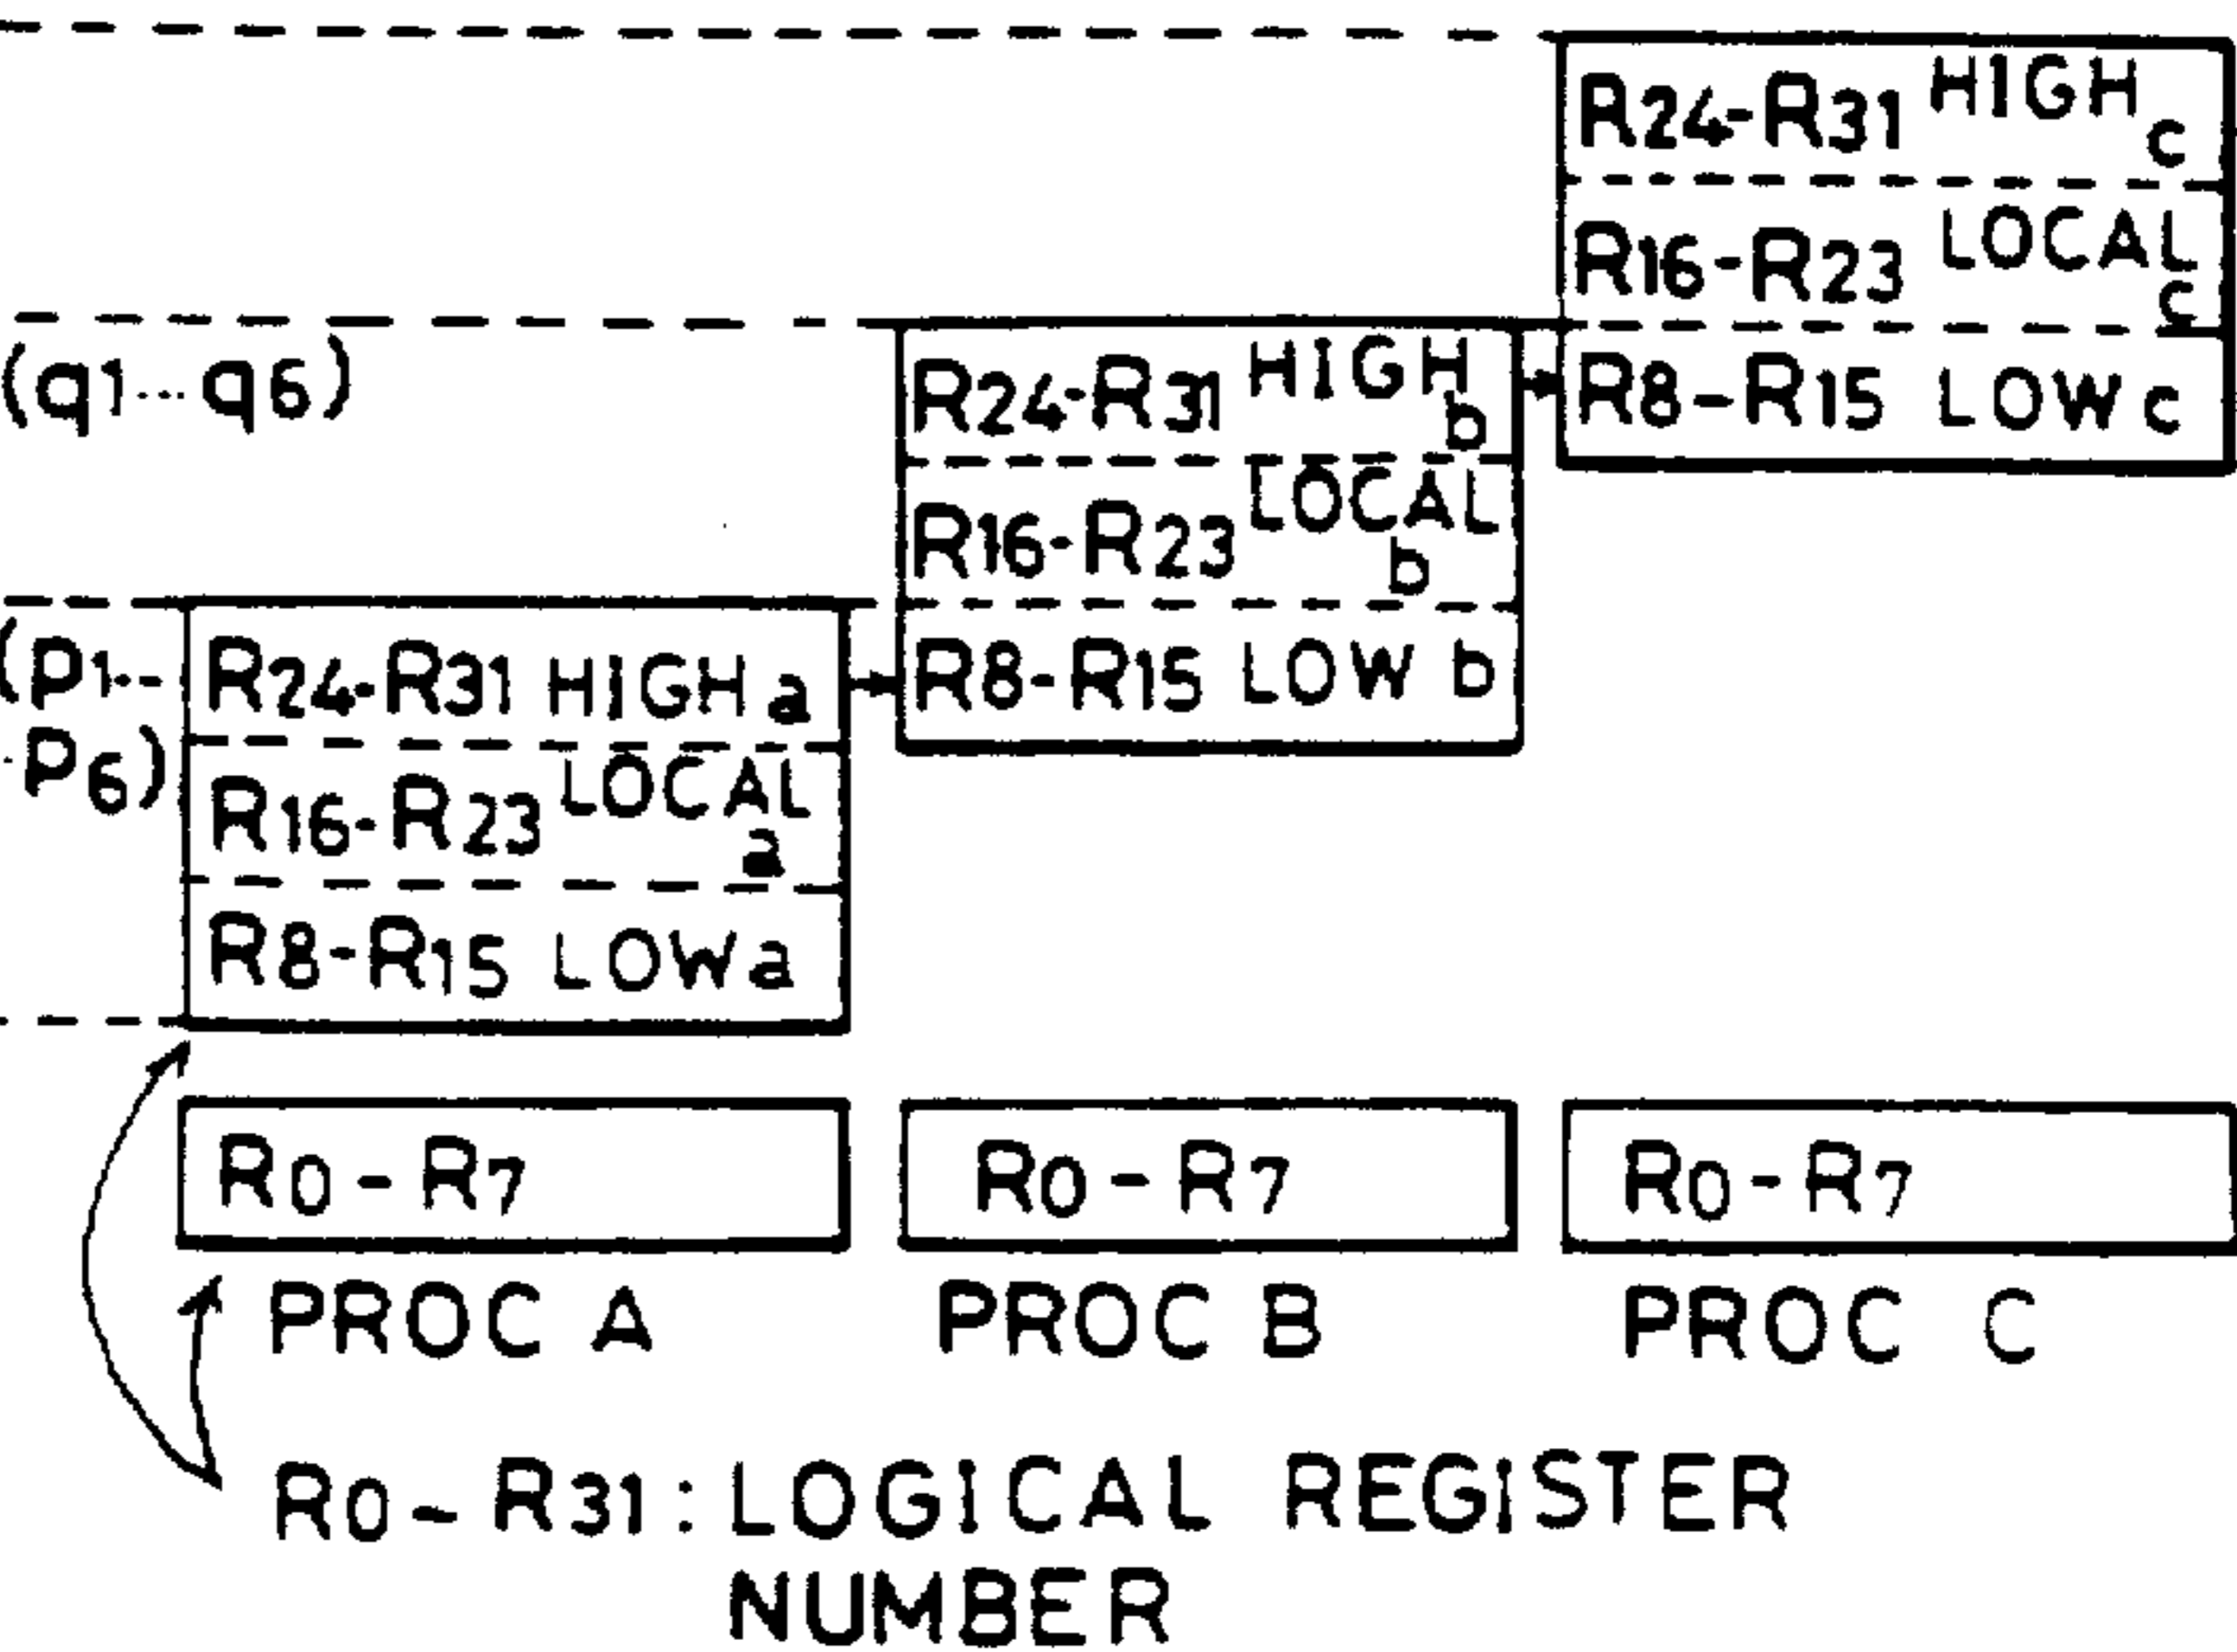 R24-R31 HIGH c
R16-R23 LOCAL c
(q1...q6)
R24-R31 HIGH b
R8-R15 LOW c
R16-R23 LOCAL b
(P1--
R24-R31 HIGH a
R8-R15 LOW b
-P6)
R16-R23 LOCAL a
R8-R15 LOW a
R0-R7
R0-R7
R0-R7
PROC A
PROC B
PROC C
R0-R31: LOGICAL REGISTER
NUMBER